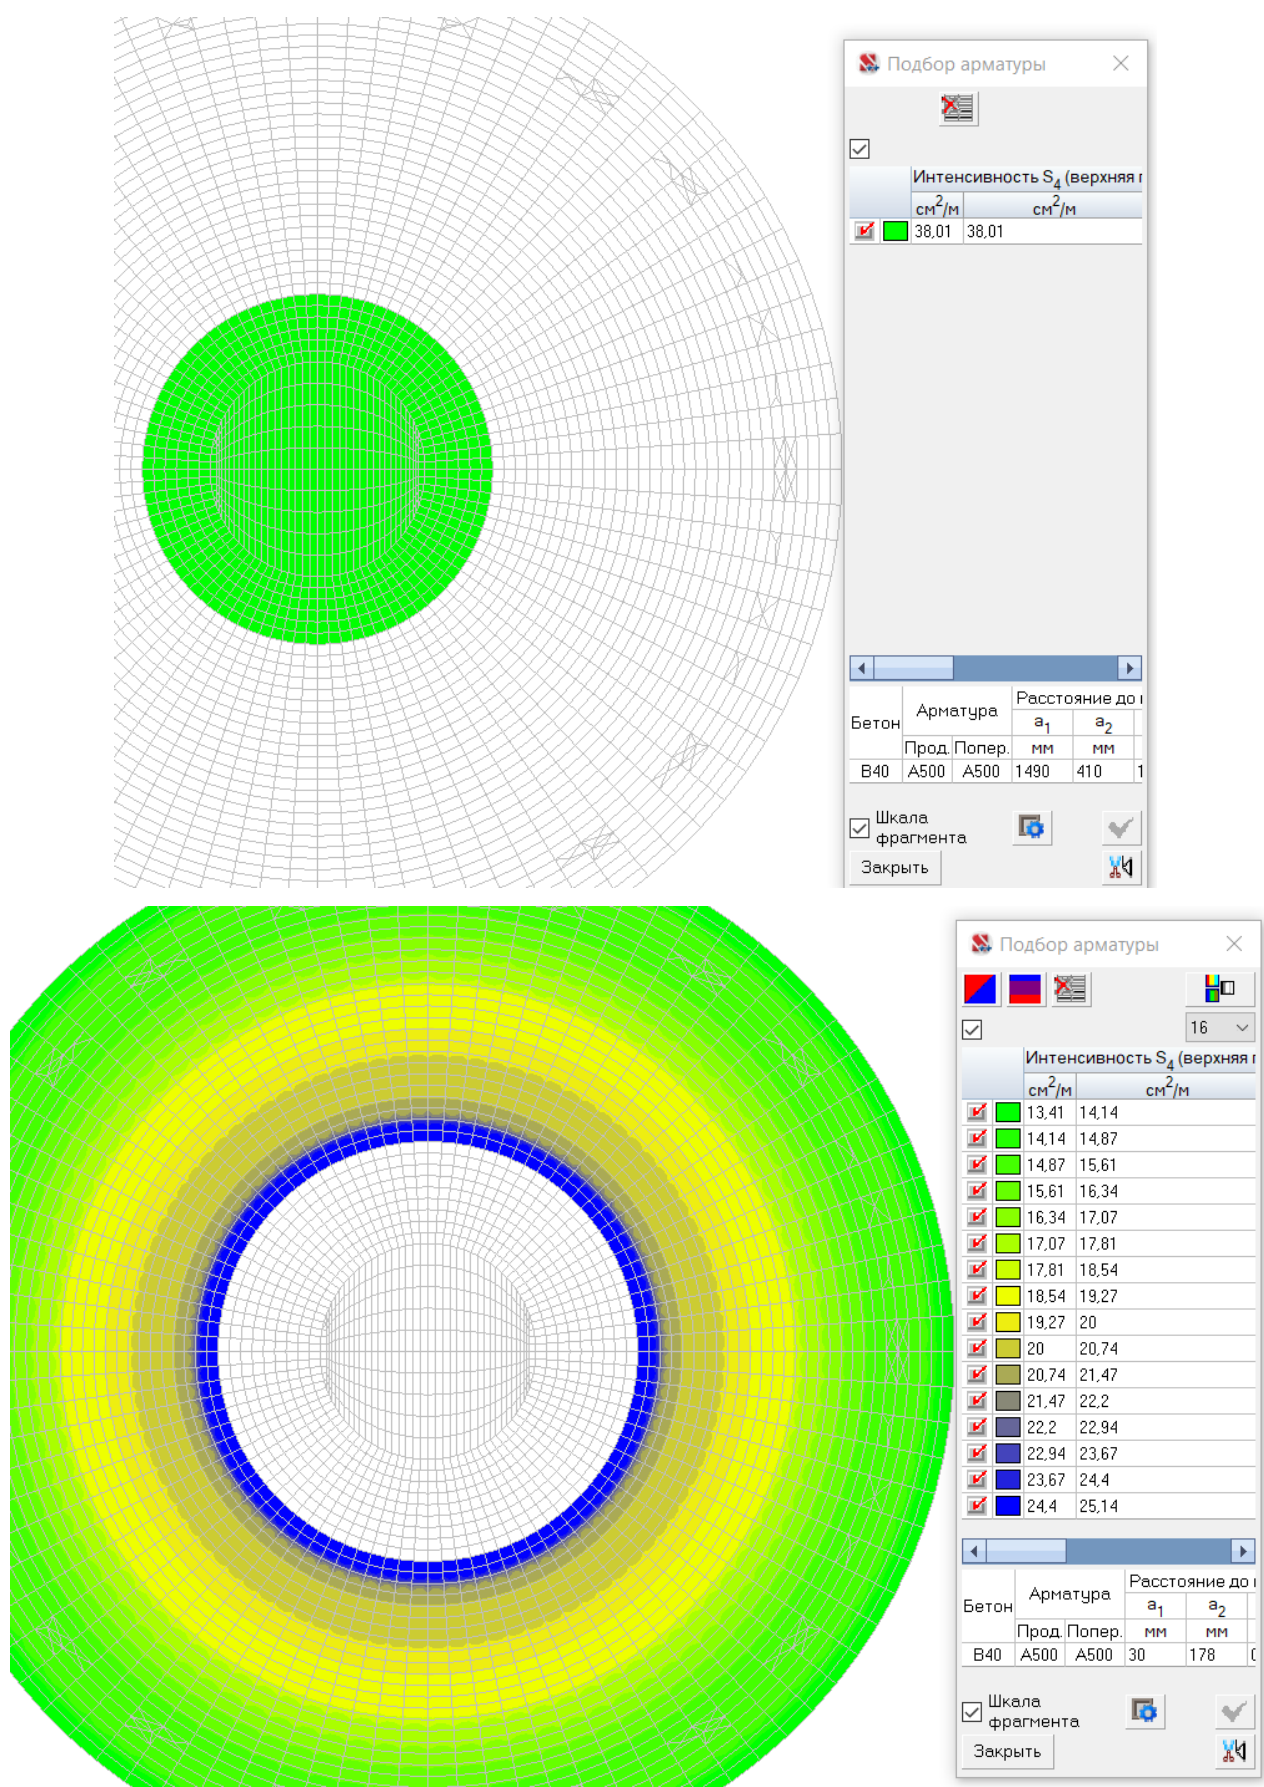 Подбор арматуры
Интенсивность S4 (верхняя г
см2/м см2/м
38,01 38,01
Бетон Арматура Расстояние до
a1 a2
Прод. Попер. мм мм
B40 A500 A500 1490 410 1
Шкала
фрагмента
Закрыть
Подбор арматуры
16
Интенсивность S4 (верхняя г
см2/м см2/м
13,41 14,14
14,14 14,87
14,87 15,61
15,61 16,34
16,34 17,07
17,07 17,81
17,81 18,54
18,54 19,27
19,27 20
20 20,74
20,74 21,47
21,47 22,2
22,2 22,94
22,94 23,67
23,67 24,4
24,4 25,14
Бетон Арматура Расстояние до
a1 a2
Прод. Попер. мм мм
B40 A500 A500 30 178
Шкала
фрагмента
Закрыть